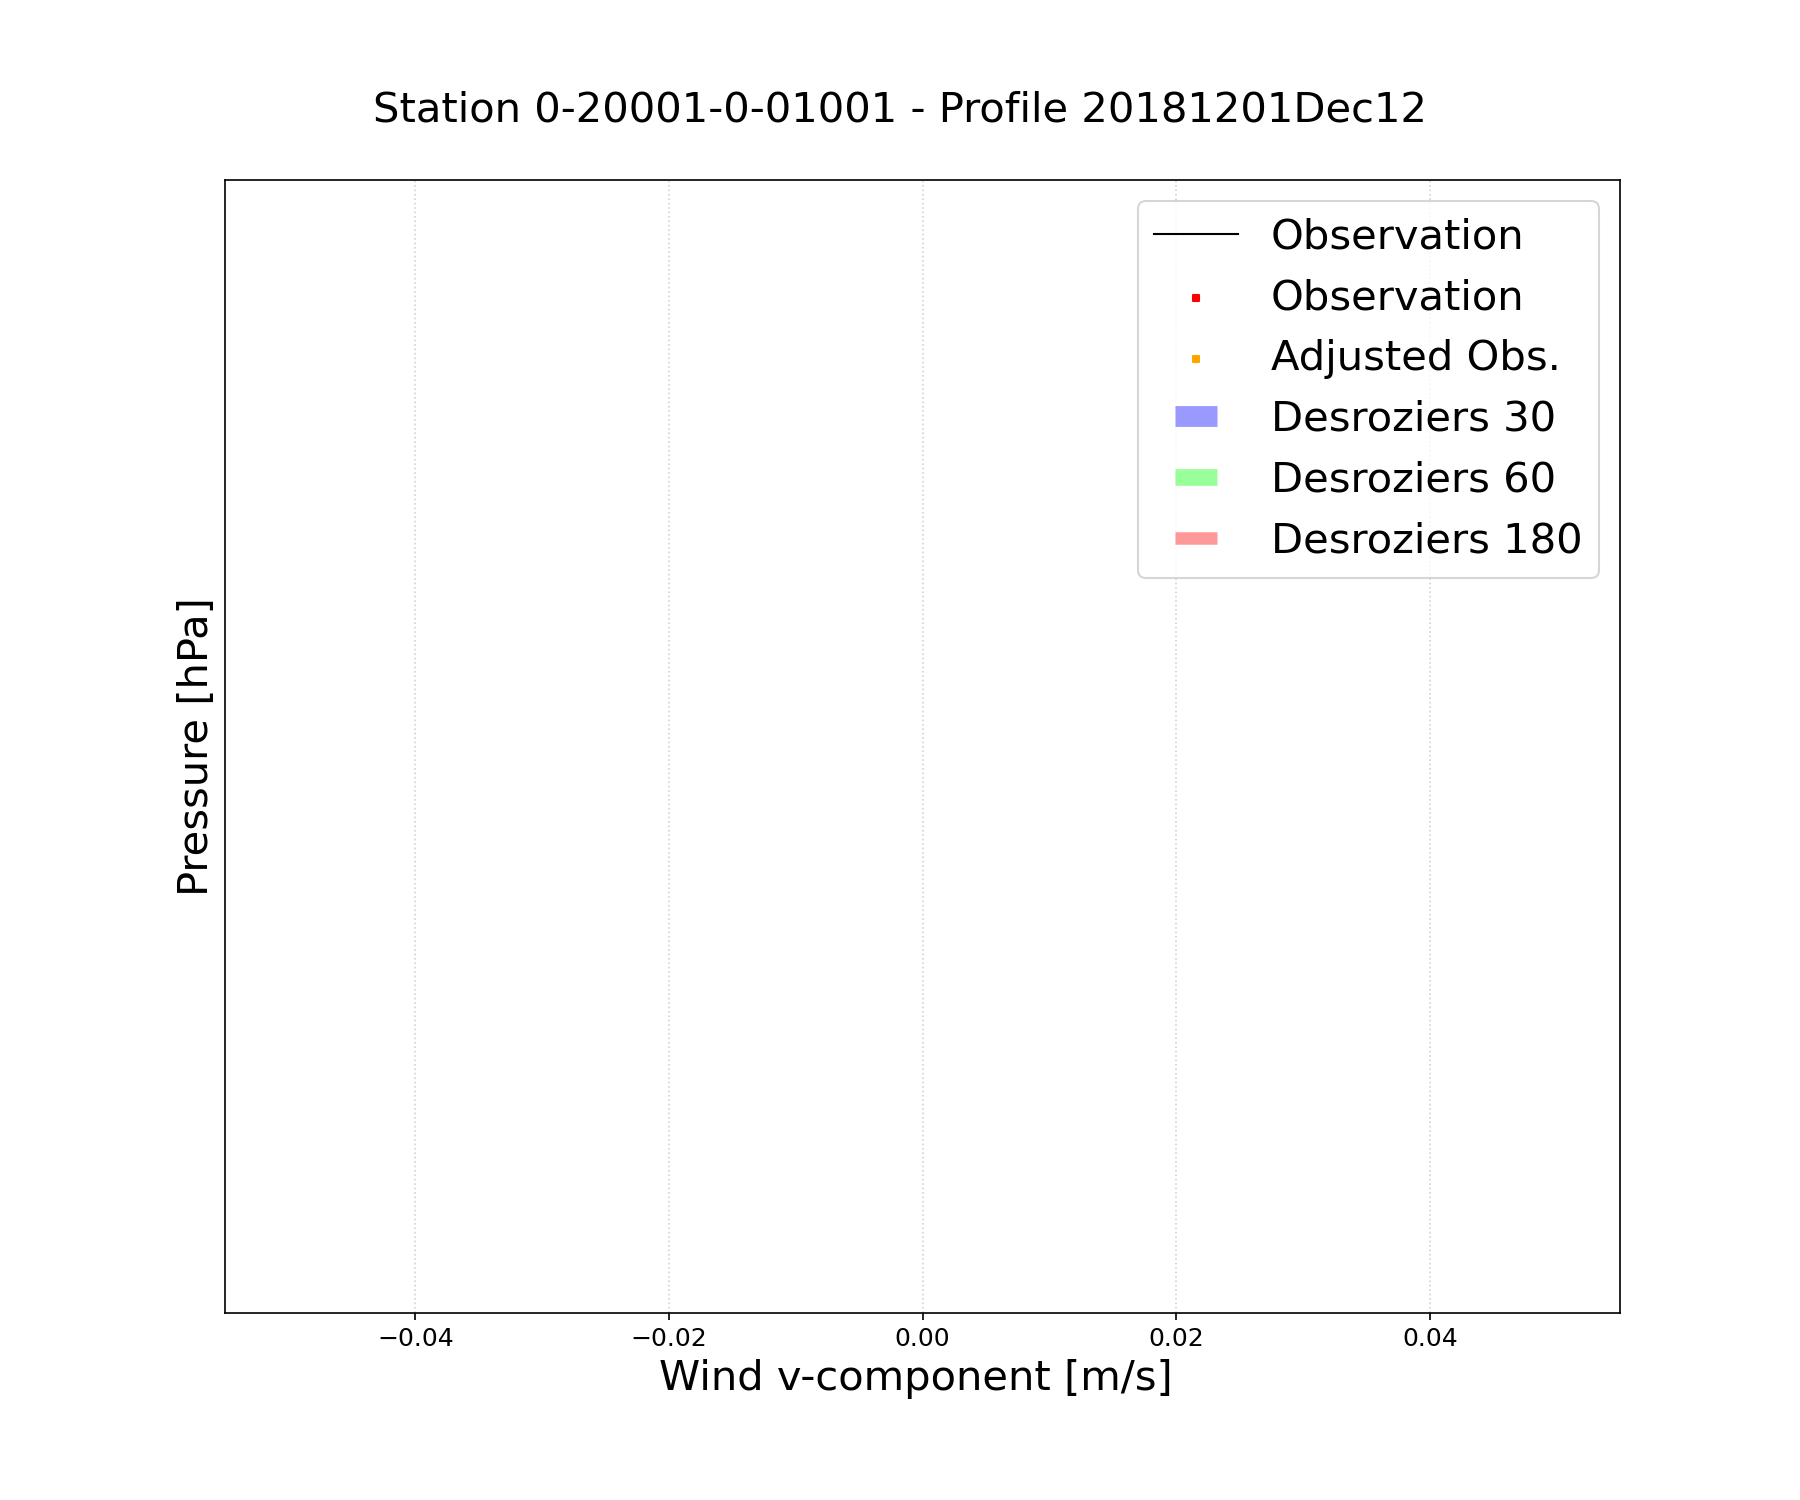 Station 0-20001-0-01001 - Profile 20181201Dec12
Observation
Observation
Adjusted Obs.
Desroziers 30
Desroziers 60
Desroziers 180
Pressure [hPa]
−0.04
−0.02
0.00
0.02
0.04
Wind v-component [m/s]